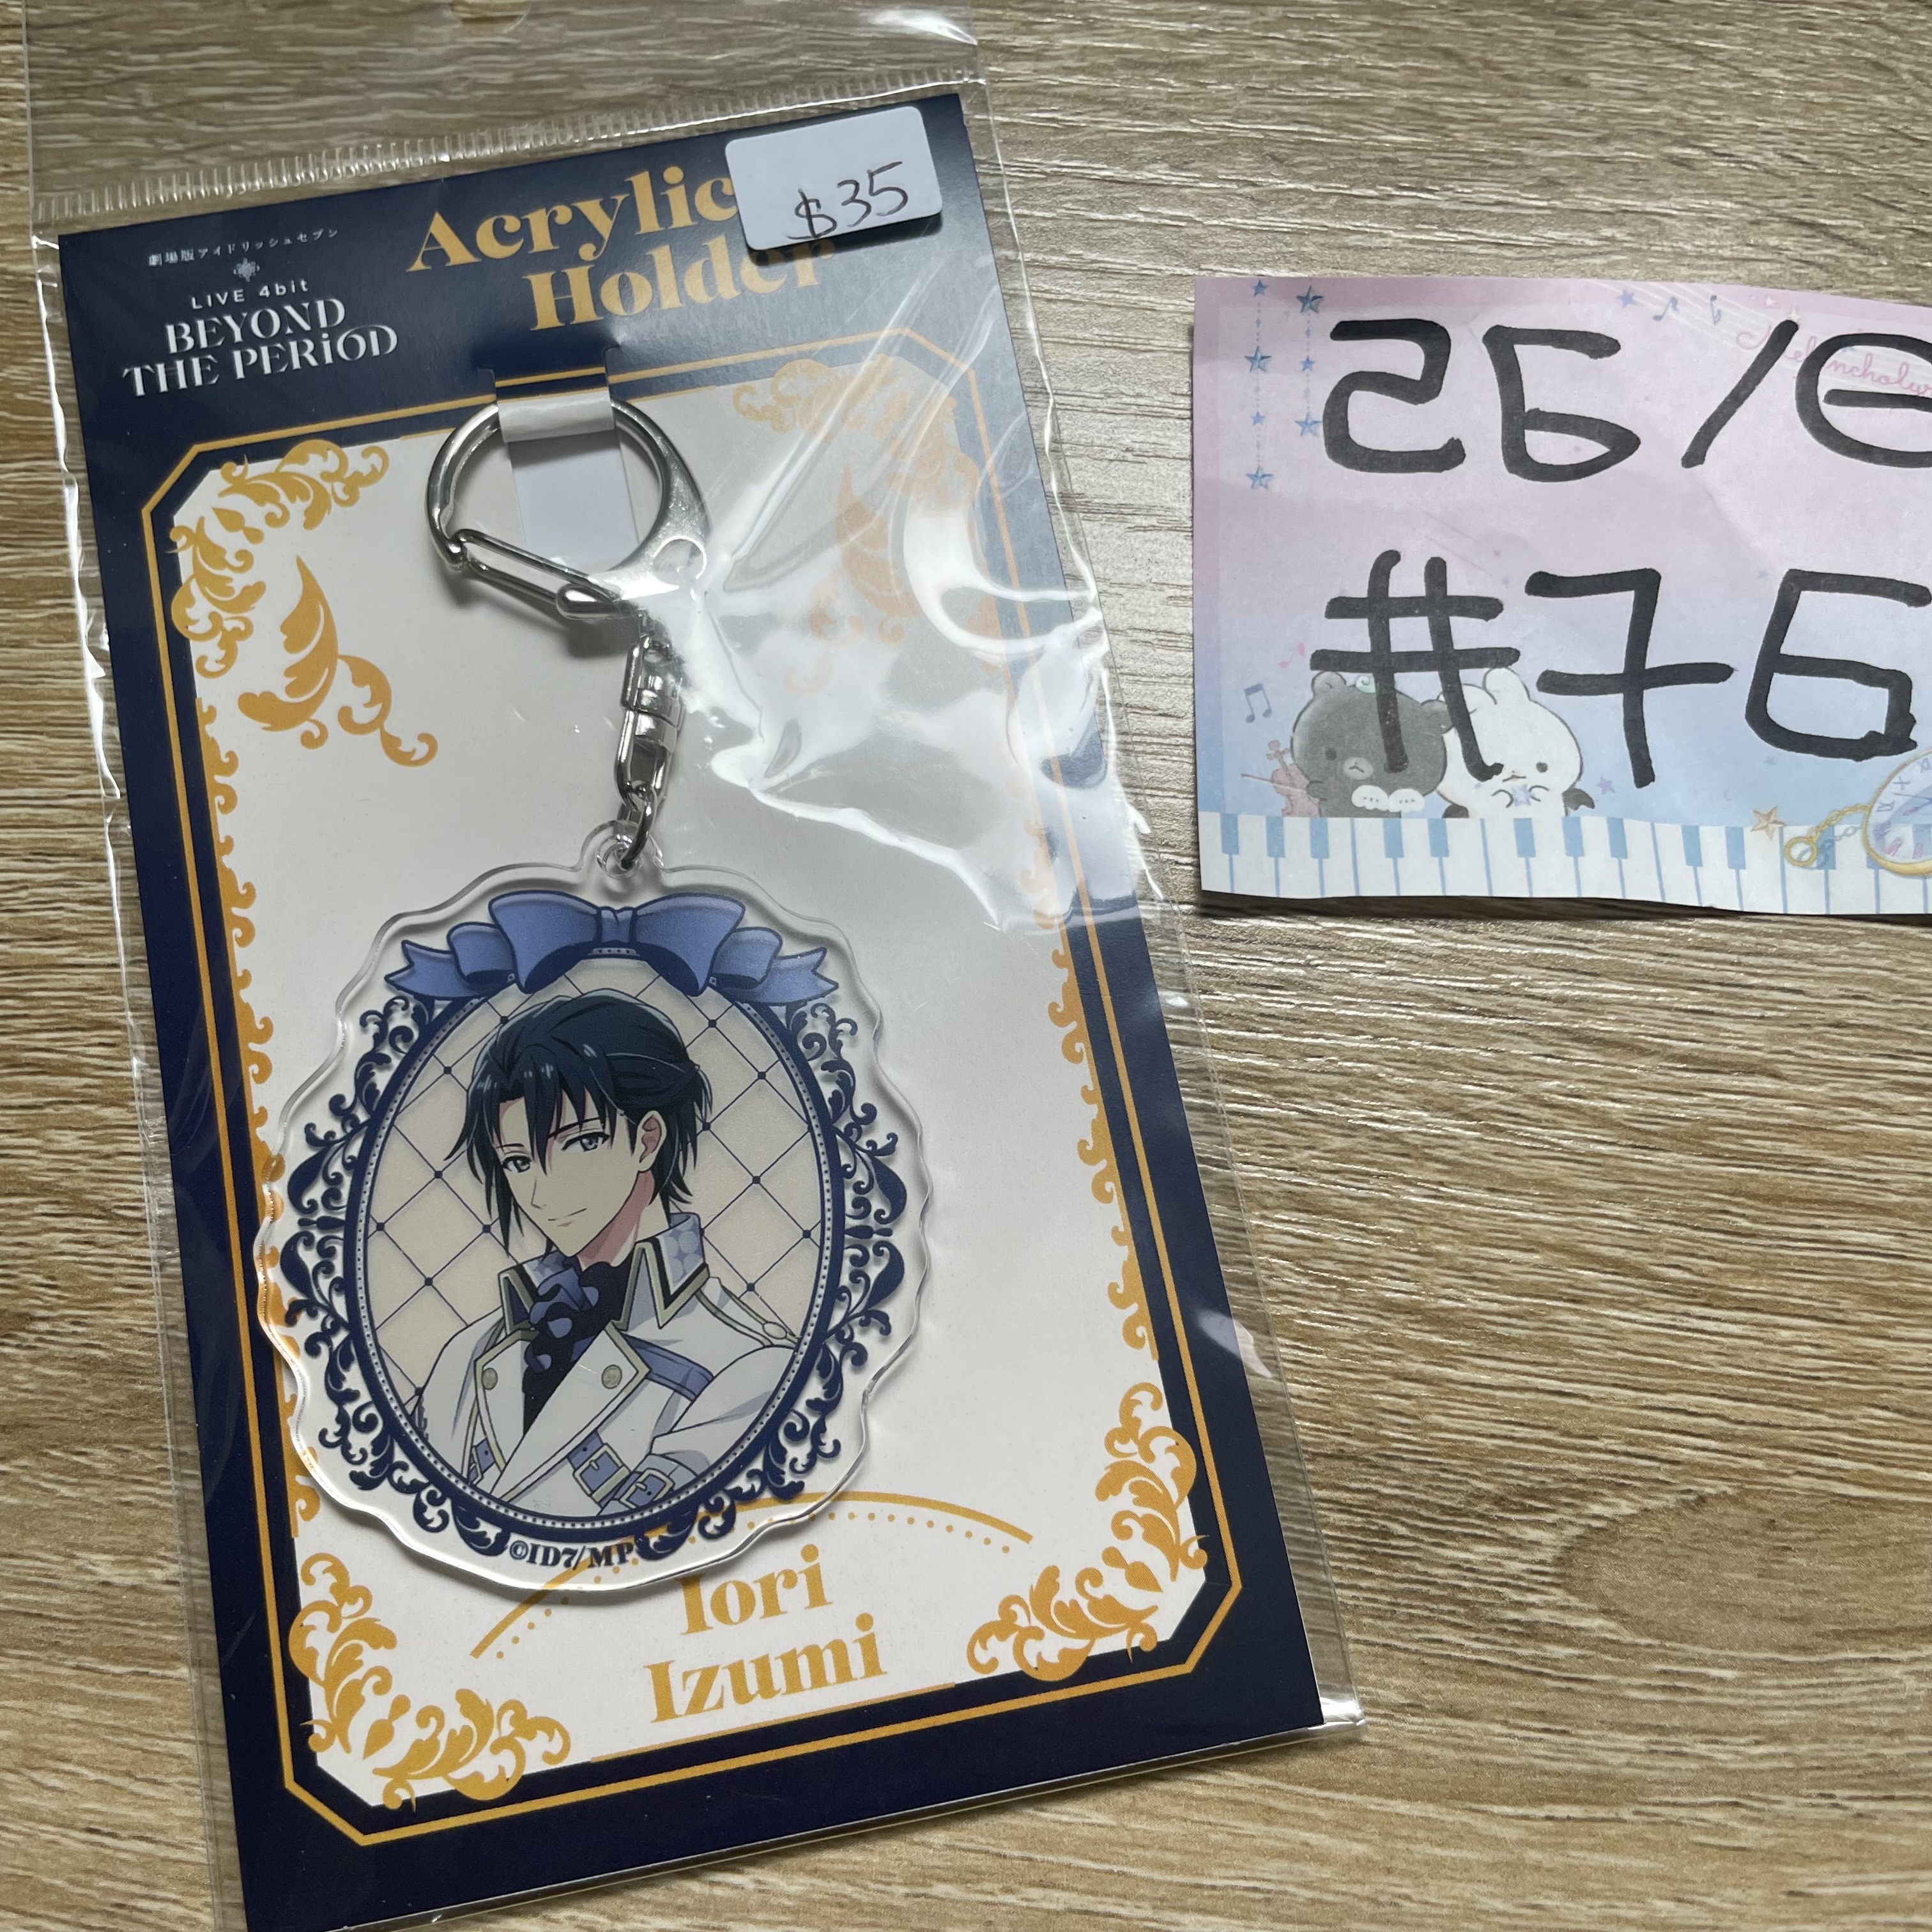 劇場版アイドリッシュセブン
LIVE 4bit
BEYOND
THE PERiOD
Acrylic
Holder
$35
©ID7/MP
Iori
Izumi
26/
#76